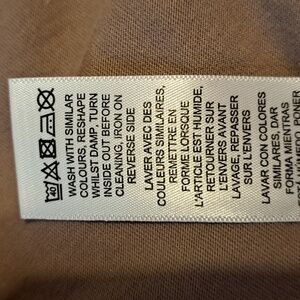 WASH WITH SIMILAR
COLOURS, RESHAPE
WHILST DAMP, TURN
INSIDE OUT BEFORE
CLEANING, IRON ON
REVERSE SIDE
LAVER AVEC DES
COULEURS SIMILAIRES,
REMETTRE EN
FORME LORSQUE
L'ARTICLE EST HUMIDE,
RETOURNER SUR
L'ENVERS AVANT
LAVAGE, REPASSER
SUR L'ENVERS
LAVAR CON COLORES
SIMILARES, DAR
FORMA MIENTRAS